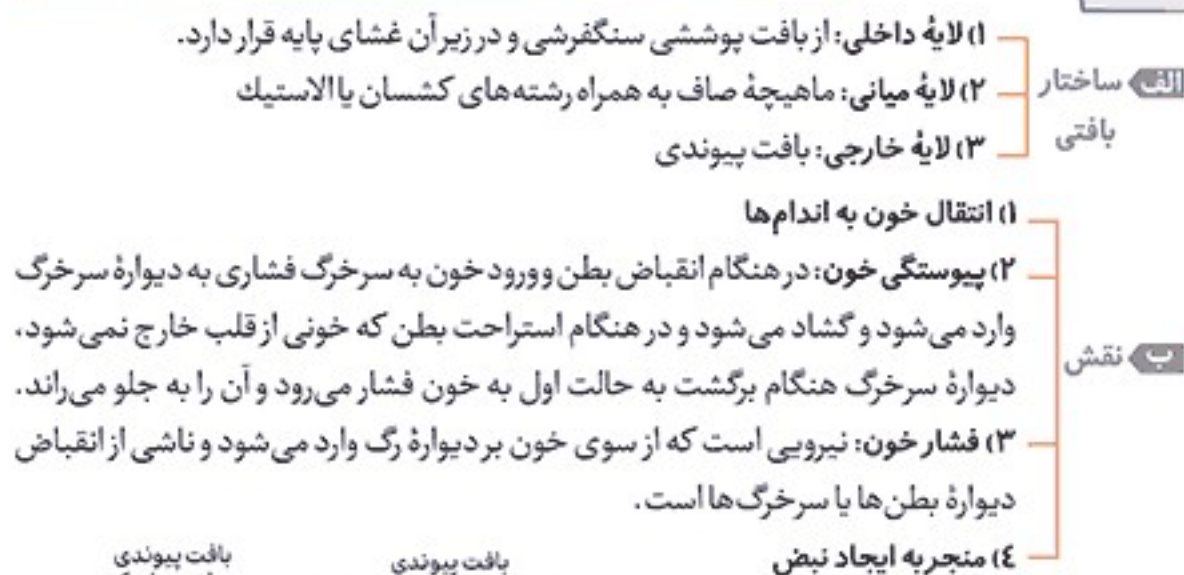 الف ساختار بافتی
۱) لایهٔ داخلی: از بافت پوششی سنگفرشی و در زیر آن غشای پایه قرار دارد.
۲) لایهٔ میانی: ماهیچهٔ صاف به همراه رشته‌های کشسان یا الاستیك
۳) لایهٔ خارجی: بافت پیوندی
ب نقش
۱) انتقال خون به اندام‌ها
۲) پیوستگی خون: در هنگام انقباض بطن و ورود خون به سرخرگ فشاری به دیوارهٔ سرخرگ
وارد می‌شود و گشاد می‌شود و در هنگام استراحت بطن که خونی از قلب خارج نمی‌شود،
دیوارهٔ سرخرگ هنگام برگشت به حالت اول به خون فشار می‌رود و آن را به جلو می‌راند.
۳) فشار خون: نیرویی است که از سوی خون بر دیوارهٔ رگ وارد می‌شود و ناشی از انقباض
دیوارهٔ بطن‌ها یا سرخرگ‌ها است.
۴) منجر به ایجاد نبض
بافت پیوندی
بافت پیوندی